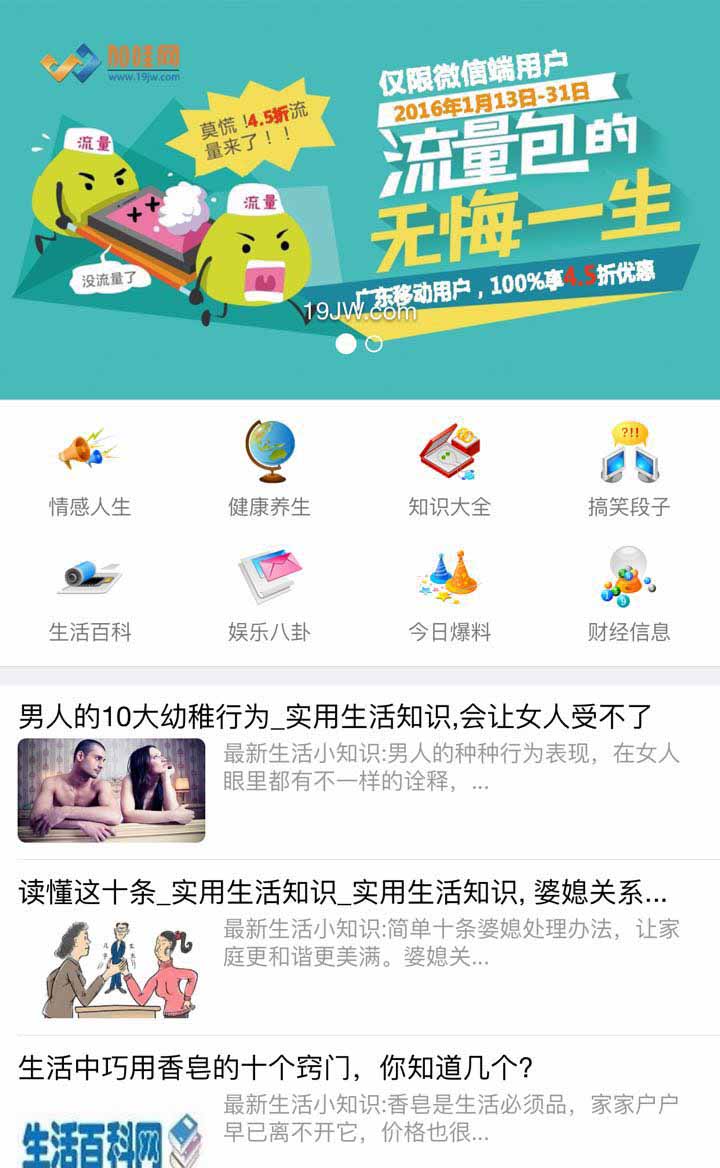 加娃网
www.19jw.com
仅限微信端用户
2016年1月13日-31日
流量包的
无悔一生
广东移动用户，100%享4.5折优惠
莫慌！4.5折流
量来了！！
流量
流量
没流量了
19JW.com
情感人生
健康养生
知识大全
搞笑段子
?!!
生活百科
娱乐八卦
今日爆料
财经信息
男人的10大幼稚行为_实用生活知识,会让女人受不了
最新生活小知识:男人的种种行为表现，在女人
眼里都有不一样的诠释，...
读懂这十条_实用生活知识_实用生活知识, 婆媳关系...
最新生活小知识:简单十条婆媳处理办法，让家
庭更和谐更美满。婆媳关...
生活中巧用香皂的十个窍门，你知道几个?
最新生活小知识:香皂是生活必须品，家家户户
早已离不开它，价格也很...
生活百科网